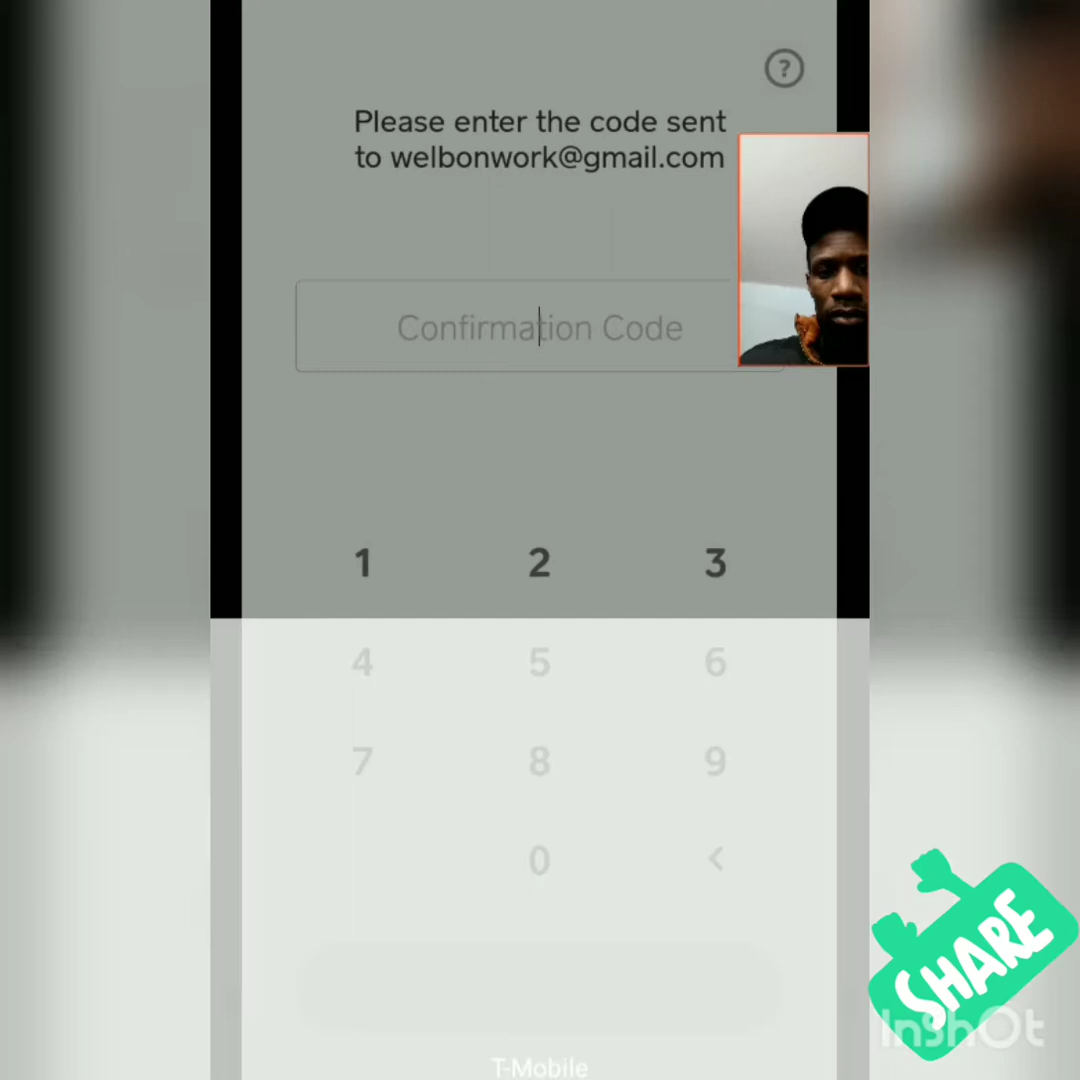 ?
Please enter the code sent
to welbonwork@gmail.com
Confirmation Code
1 2 3
4 5 6
7 8 9
0 <
SHARE
InShOt
T-Mobile